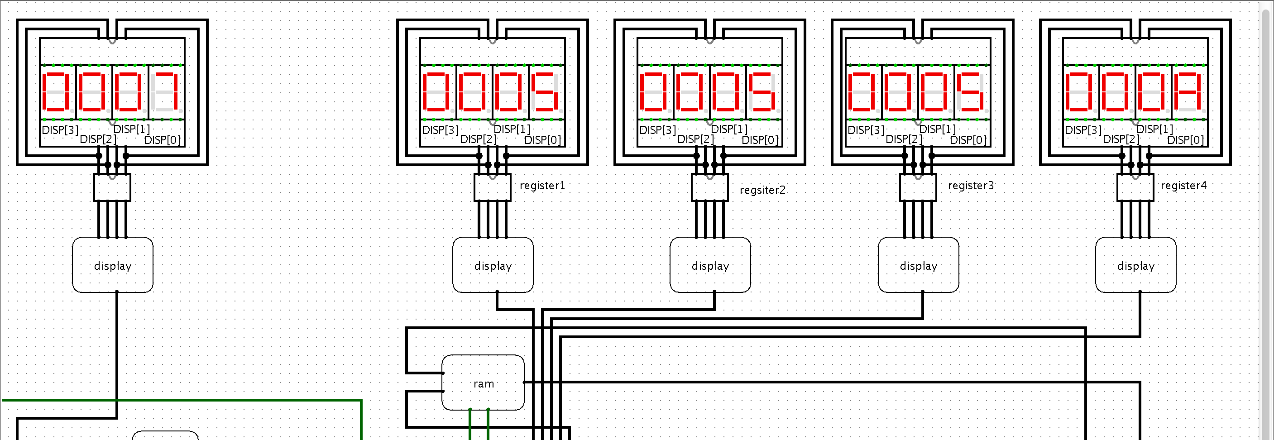 0007
DISP[3] DISP[2] DISP[1] DISP[0]
display
0005
DISP[3] DISP[2] DISP[1] DISP[0]
register1
display
0005
DISP[3] DISP[2] DISP[1] DISP[0]
regsiter2
display
0005
DISP[3] DISP[2] DISP[1] DISP[0]
register3
display
000A
DISP[3] DISP[2] DISP[1] DISP[0]
register4
display
ram